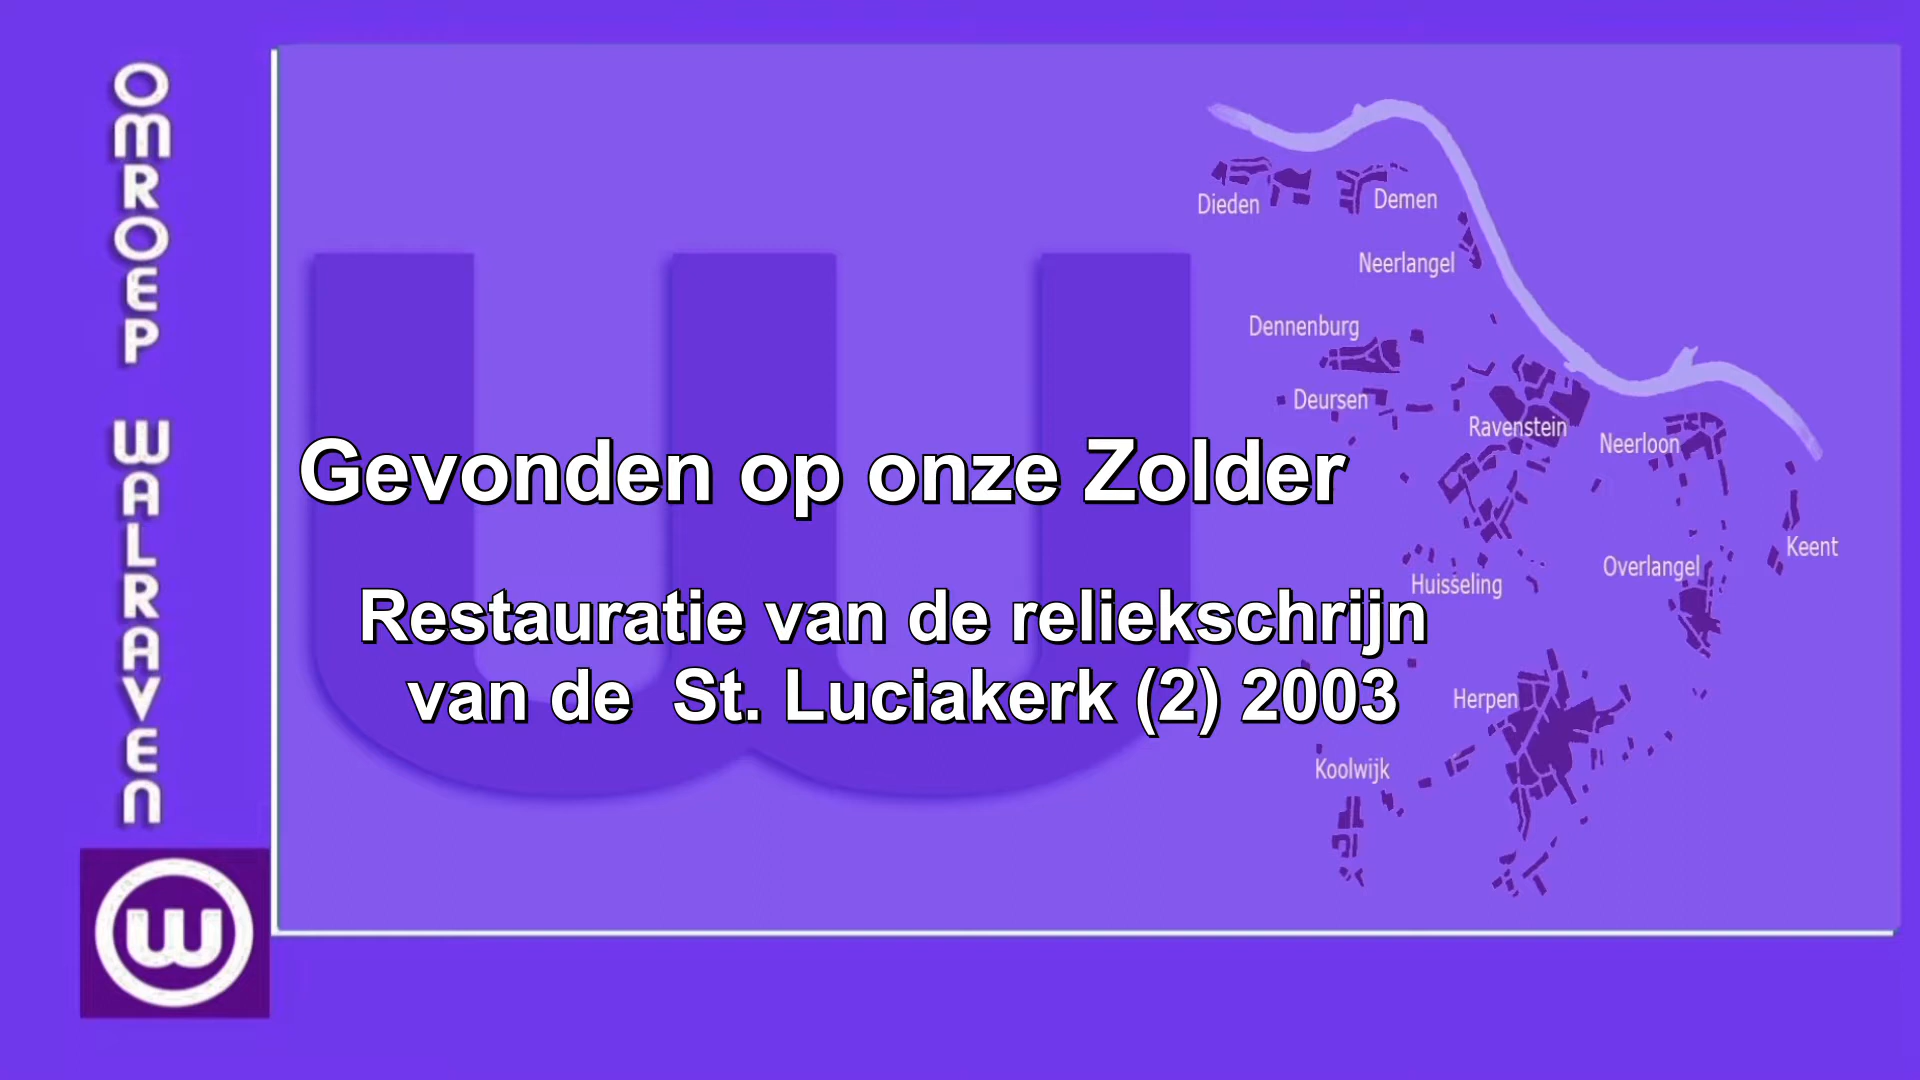 OMROEP WALRAVEN
W
Dieden
Demen
Neerlangel
Dennenburg
Deursen
Ravenstein
Neerloon
Gevonden op onze Zolder
Keent
Overlangel
Huisseling
Restauratie van de reliekschrijn
van de St. Luciakerk (2) 2003
Herpen
Koolwijk